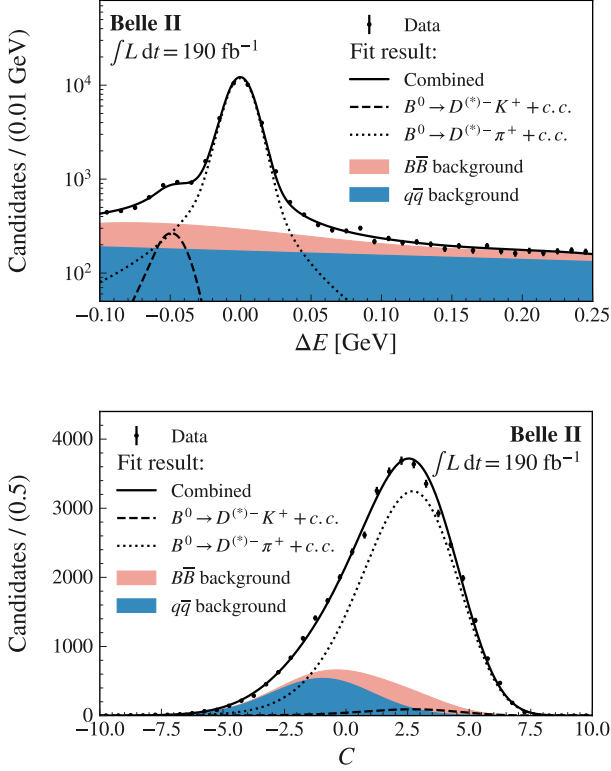 Belle II
∫L dt = 190 fb⁻¹
Data
Fit result:
Combined
B⁰ → D⁽*⁾⁻ K⁺ + c.c.
B⁰ → D⁽*⁾⁻ π⁺ + c.c.
BB̅ background
qq̅ background
Candidates / (0.01 GeV)
10⁴
10³
10²
−0.10 −0.05 0.00 0.05 0.10 0.15 0.20 0.25
ΔE [GeV]
Data
Fit result:
Combined
B⁰ → D⁽*⁾⁻ K⁺ + c.c.
B⁰ → D⁽*⁾⁻ π⁺ + c.c.
BB̅ background
qq̅ background
Belle II
∫L dt = 190 fb⁻¹
Candidates / (0.5)
4000
3000
2000
1000
0
−10.0 −7.5 −5.0 −2.5 0.0 2.5 5.0 7.5 10.0
C